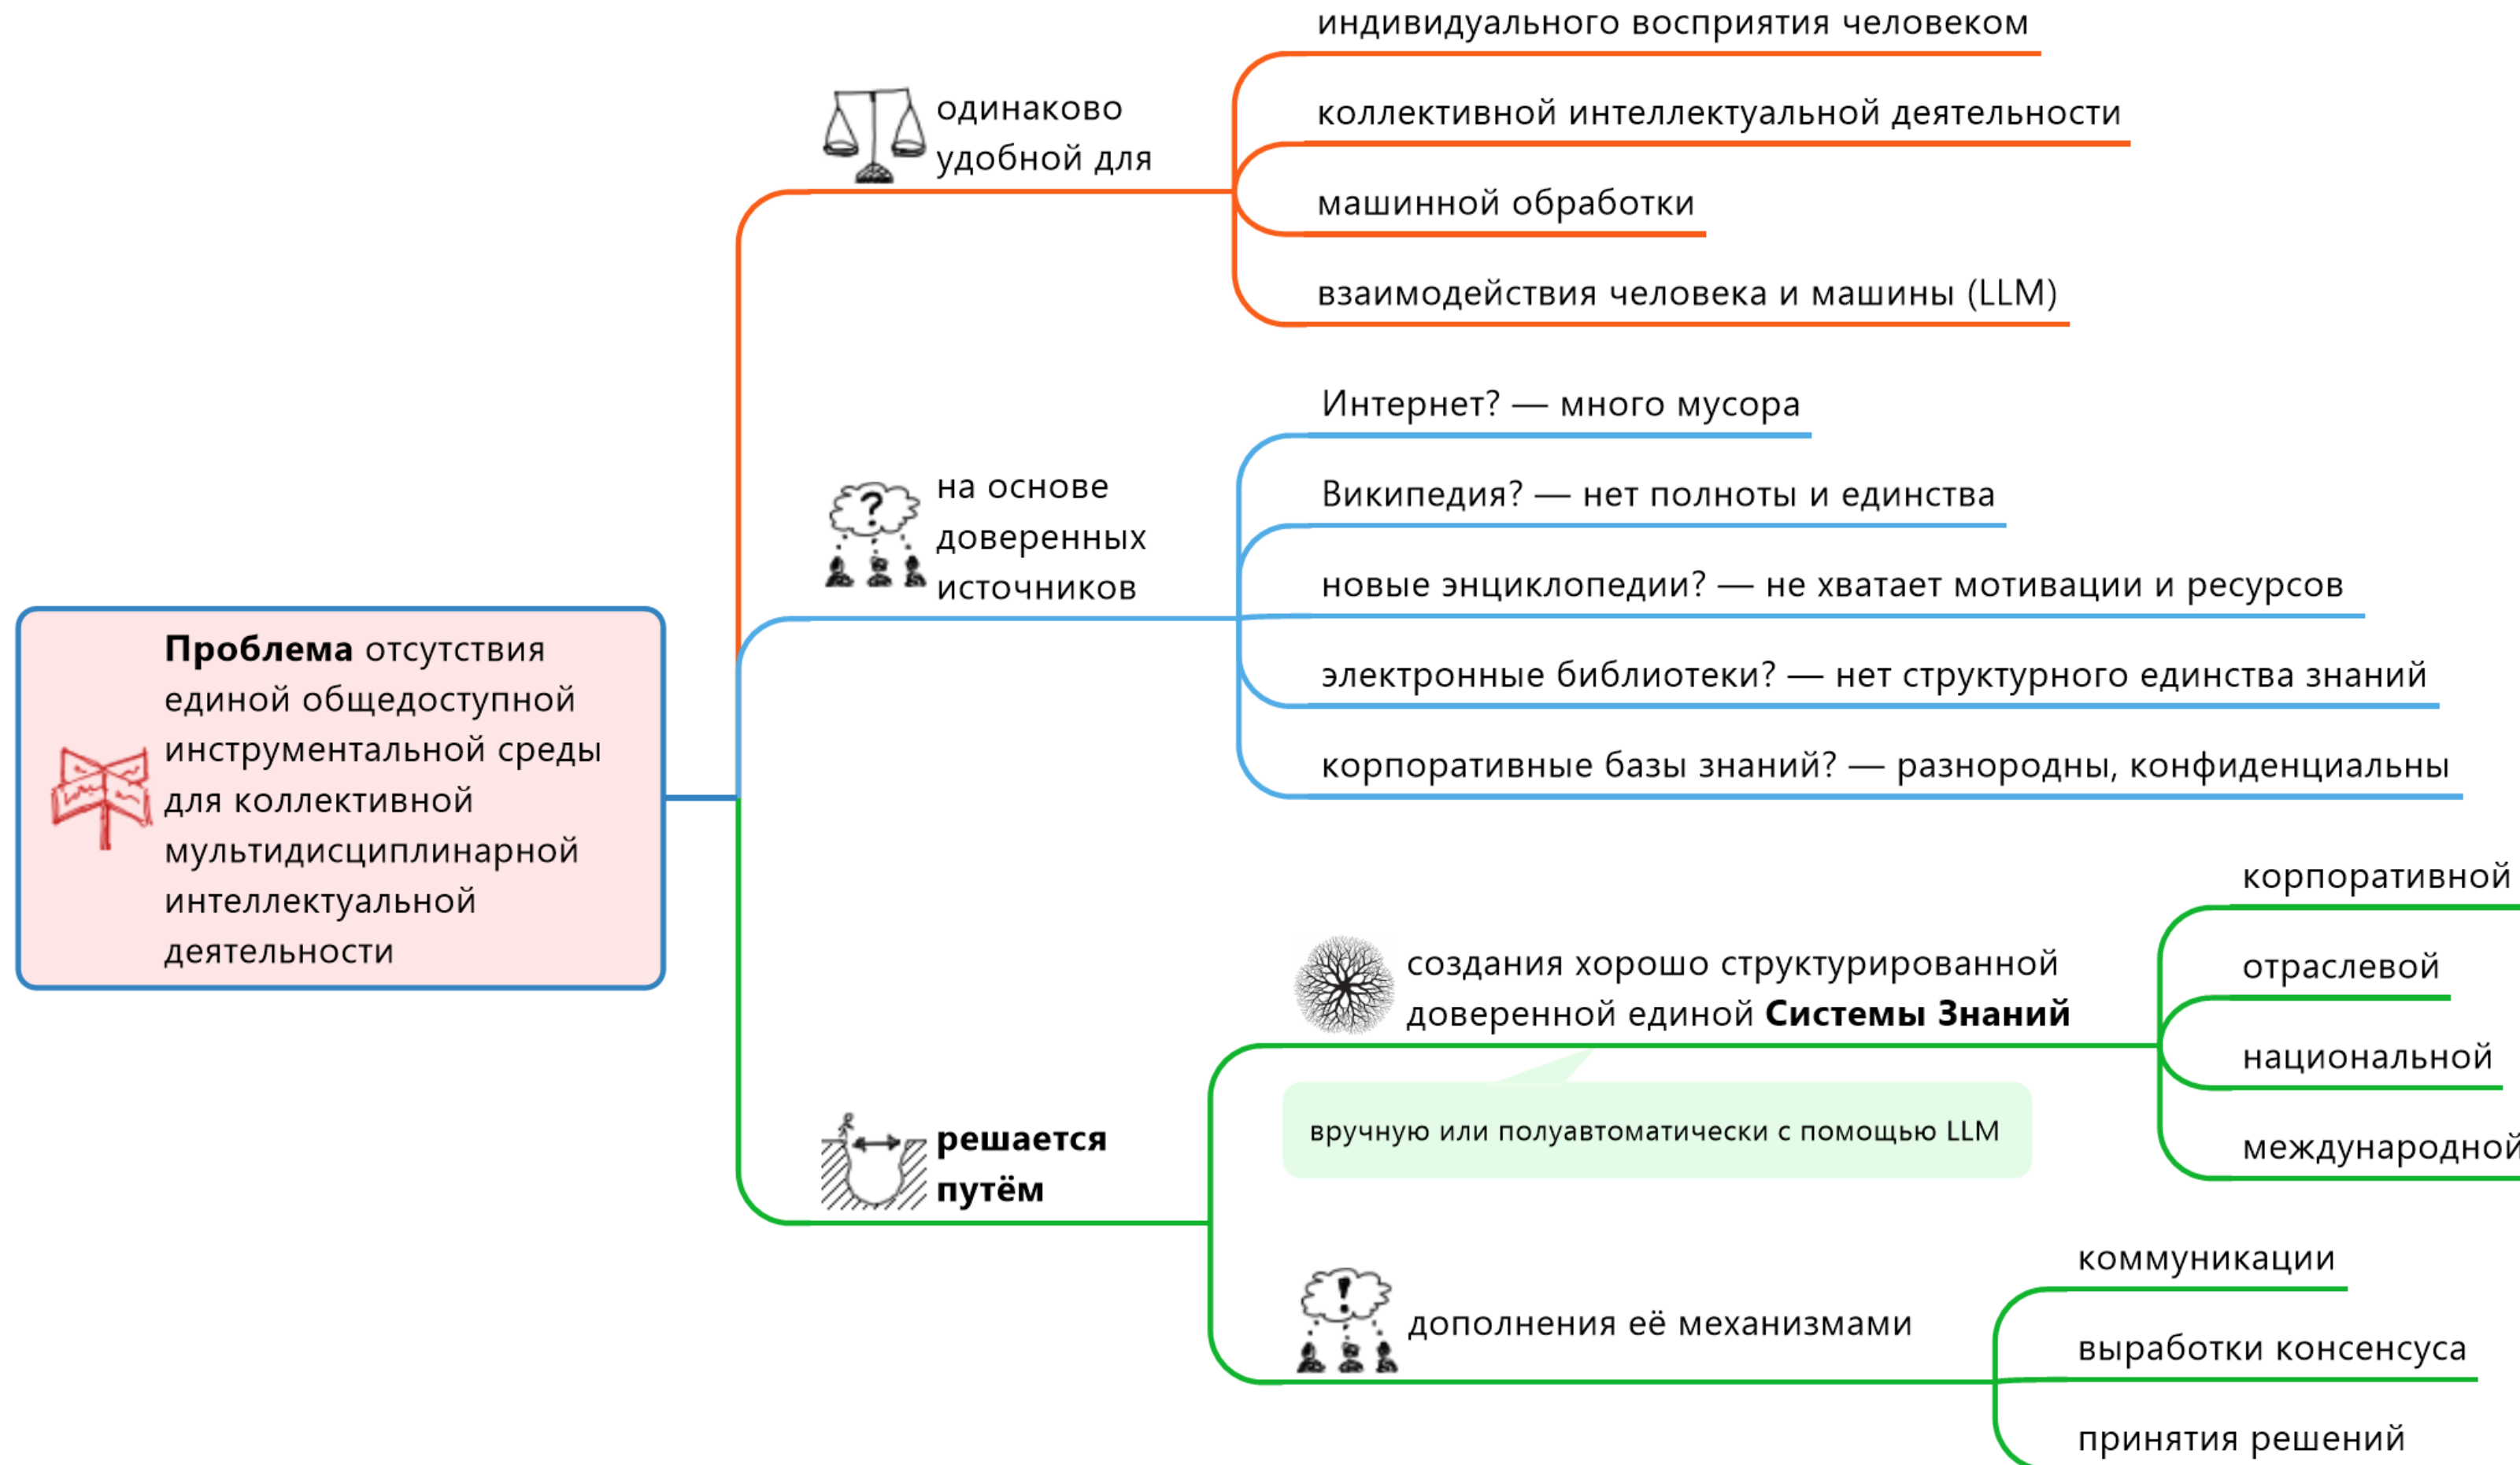 Проблема отсутствия
единой общедоступной
инструментальной среды
для коллективной
мультидисциплинарной
интеллектуальной
деятельности
одинаково
удобной для
индивидуального восприятия человеком
коллективной интеллектуальной деятельности
машинной обработки
взаимодействия человека и машины (LLM)
на основе
доверенных
источников
Интернет? — много мусора
Википедия? — нет полноты и единства
новые энциклопедии? — не хватает мотивации и ресурсов
электронные библиотеки? — нет структурного единства знаний
корпоративные базы знаний? — разнородны, конфиденциальны
решается
путём
создания хорошо структурированной
доверенной единой Системы Знаний
вручную или полуавтоматически с помощью LLM
корпоративной
отраслевой
национальной
международной
дополнения её механизмами
коммуникации
выработки консенсуса
принятия решений